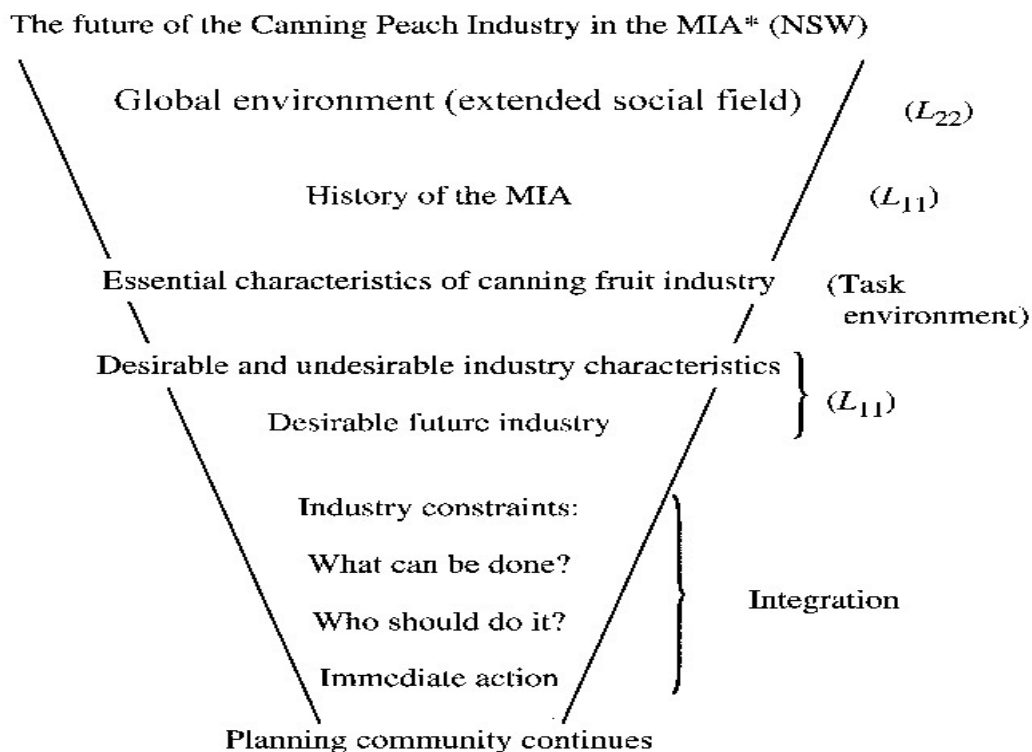 The future of the Canning Peach Industry in the MIA* (NSW)
Global environment (extended social field)
(L22)
History of the MIA
(L11)
Essential characteristics of canning fruit industry
(Task
environment)
Desirable and undesirable industry characteristics
Desirable future industry
(L11)
Industry constraints:
What can be done?
Who should do it?
Immediate action
Integration
Planning community continues